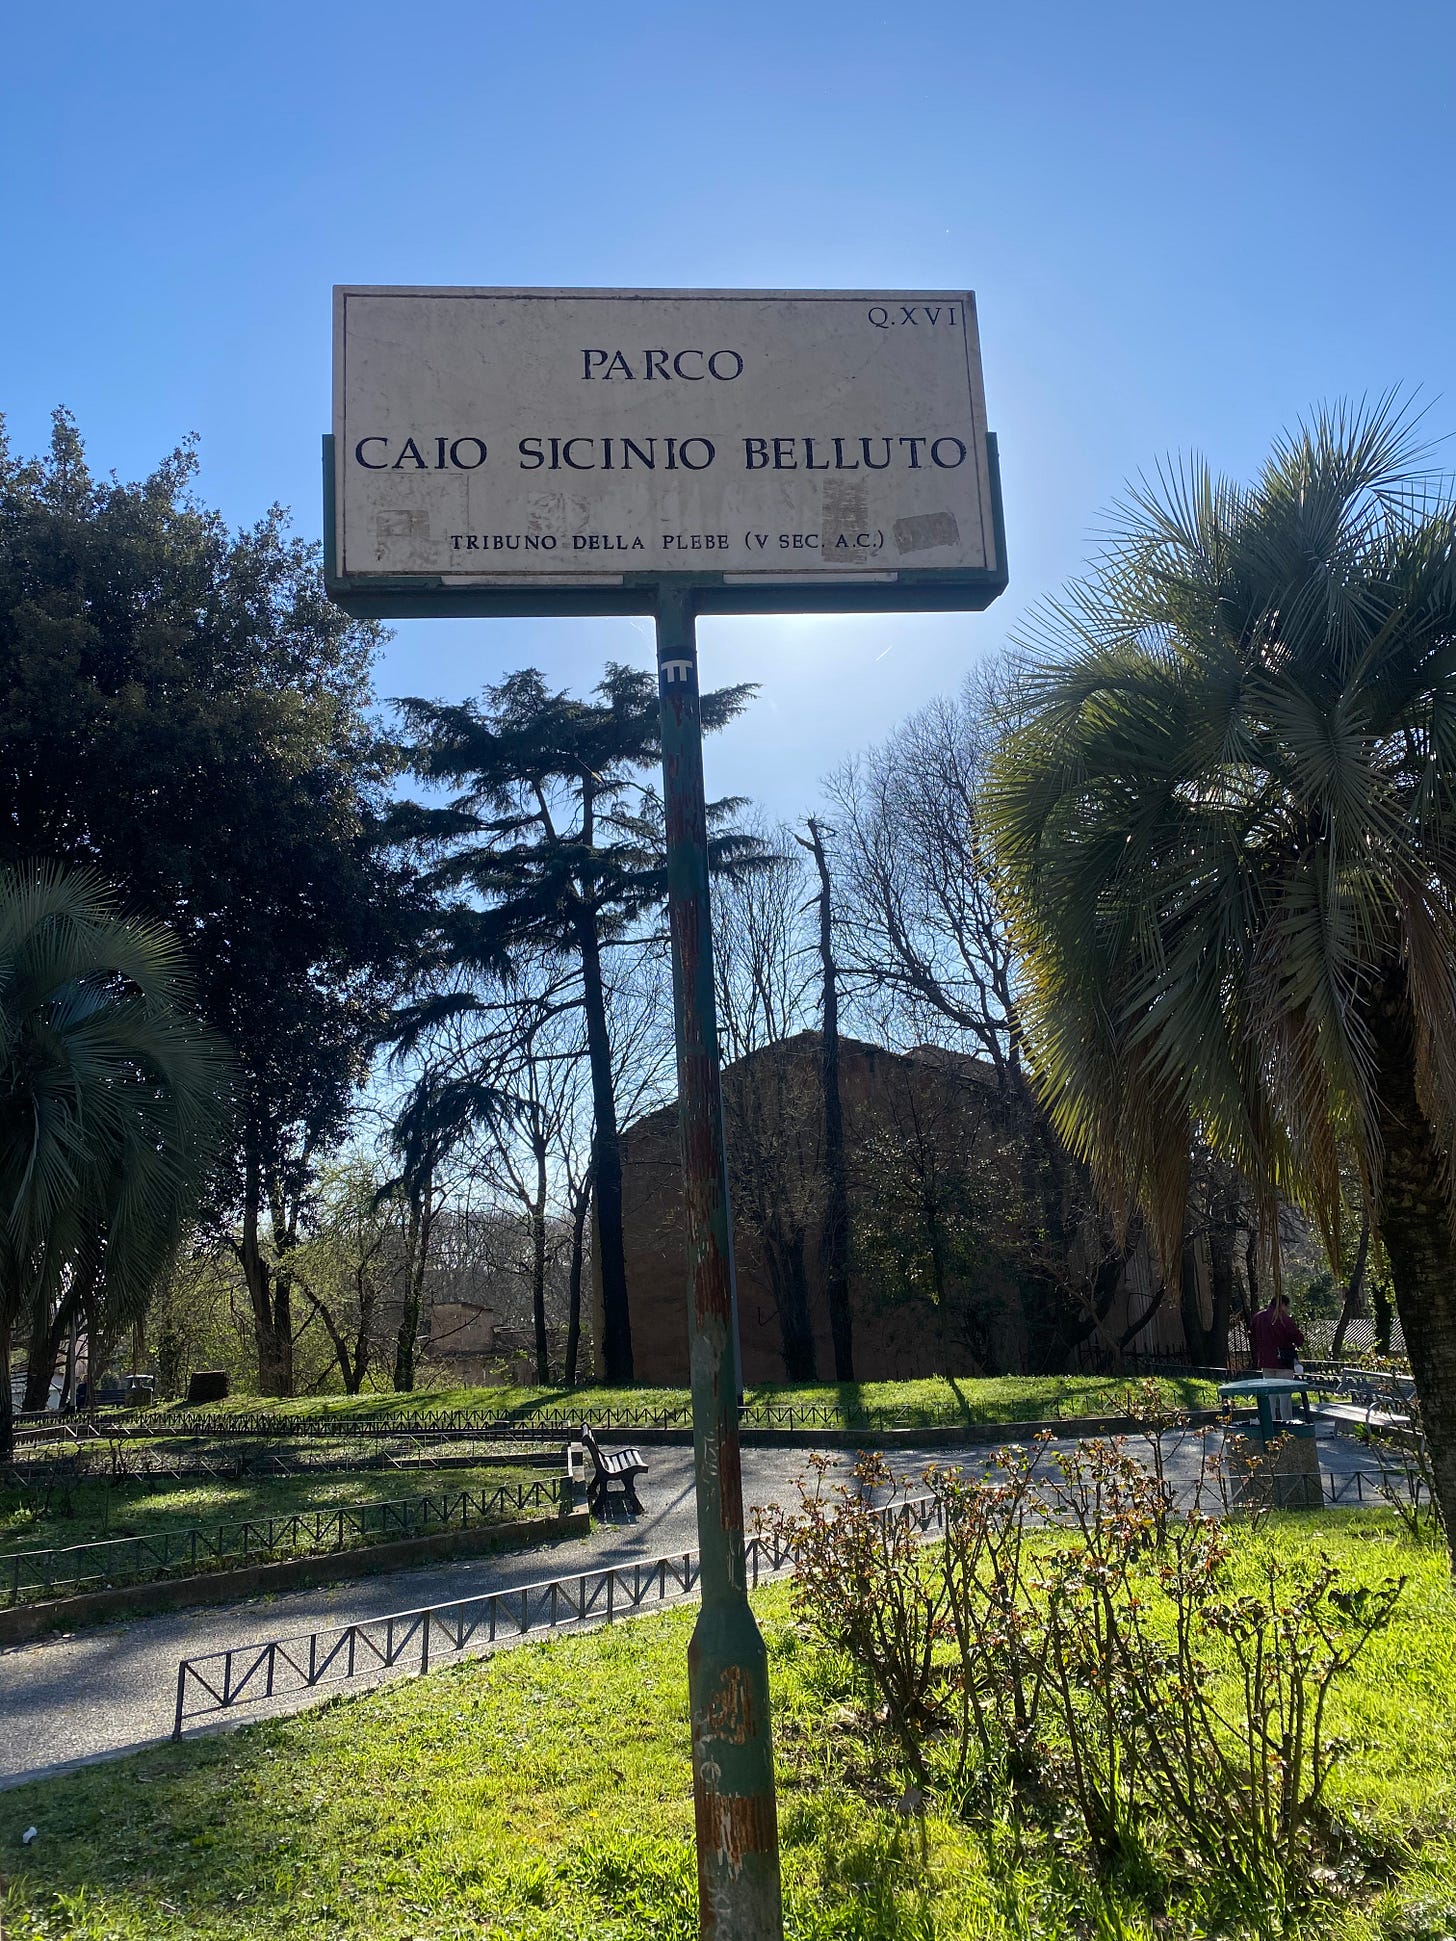 Q.XVI
PARCO
CAIO SICINIO BELLUTO
TRIBUNO DELLA PLEBE (V SEC. A.C.)